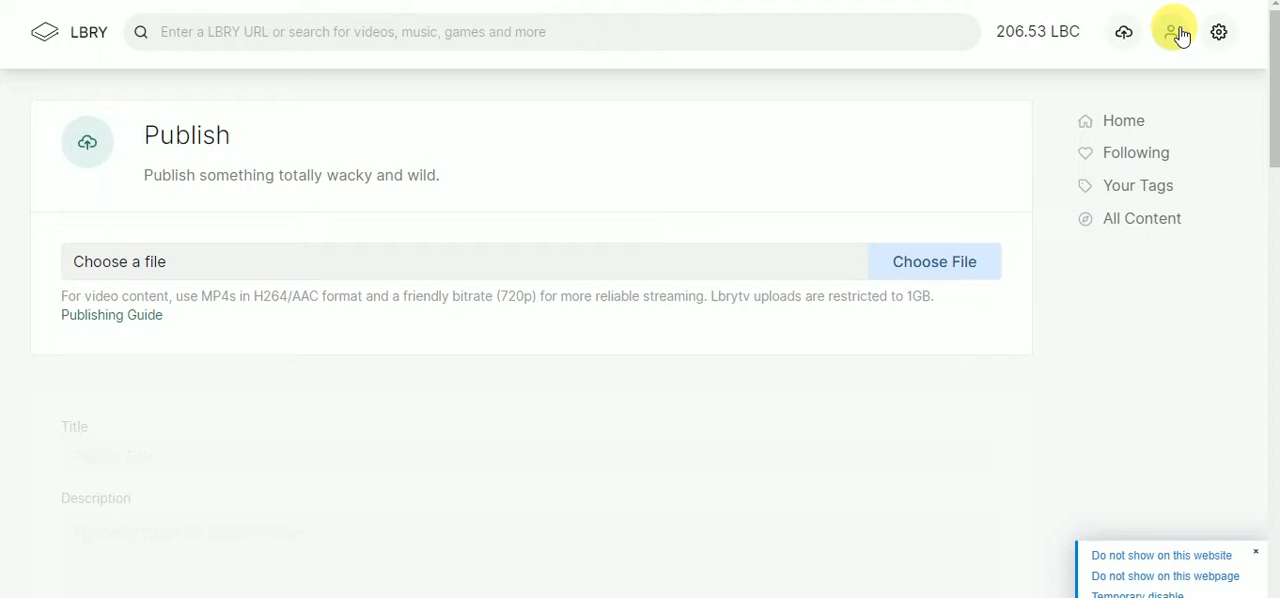 LBRY
Enter a LBRY URL or search for videos, music, games and more
206.53 LBC
Publish
Publish something totally wacky and wild.
Home
Following
Your Tags
All Content
Choose a file
Choose File
For video content, use MP4s in H264/AAC format and a friendly bitrate (720p) for more reliable streaming. Lbrytv uploads are restricted to 1GB.
Publishing Guide
Title
Description
Do not show on this website
×
Do not show on this webpage
Temporary disable